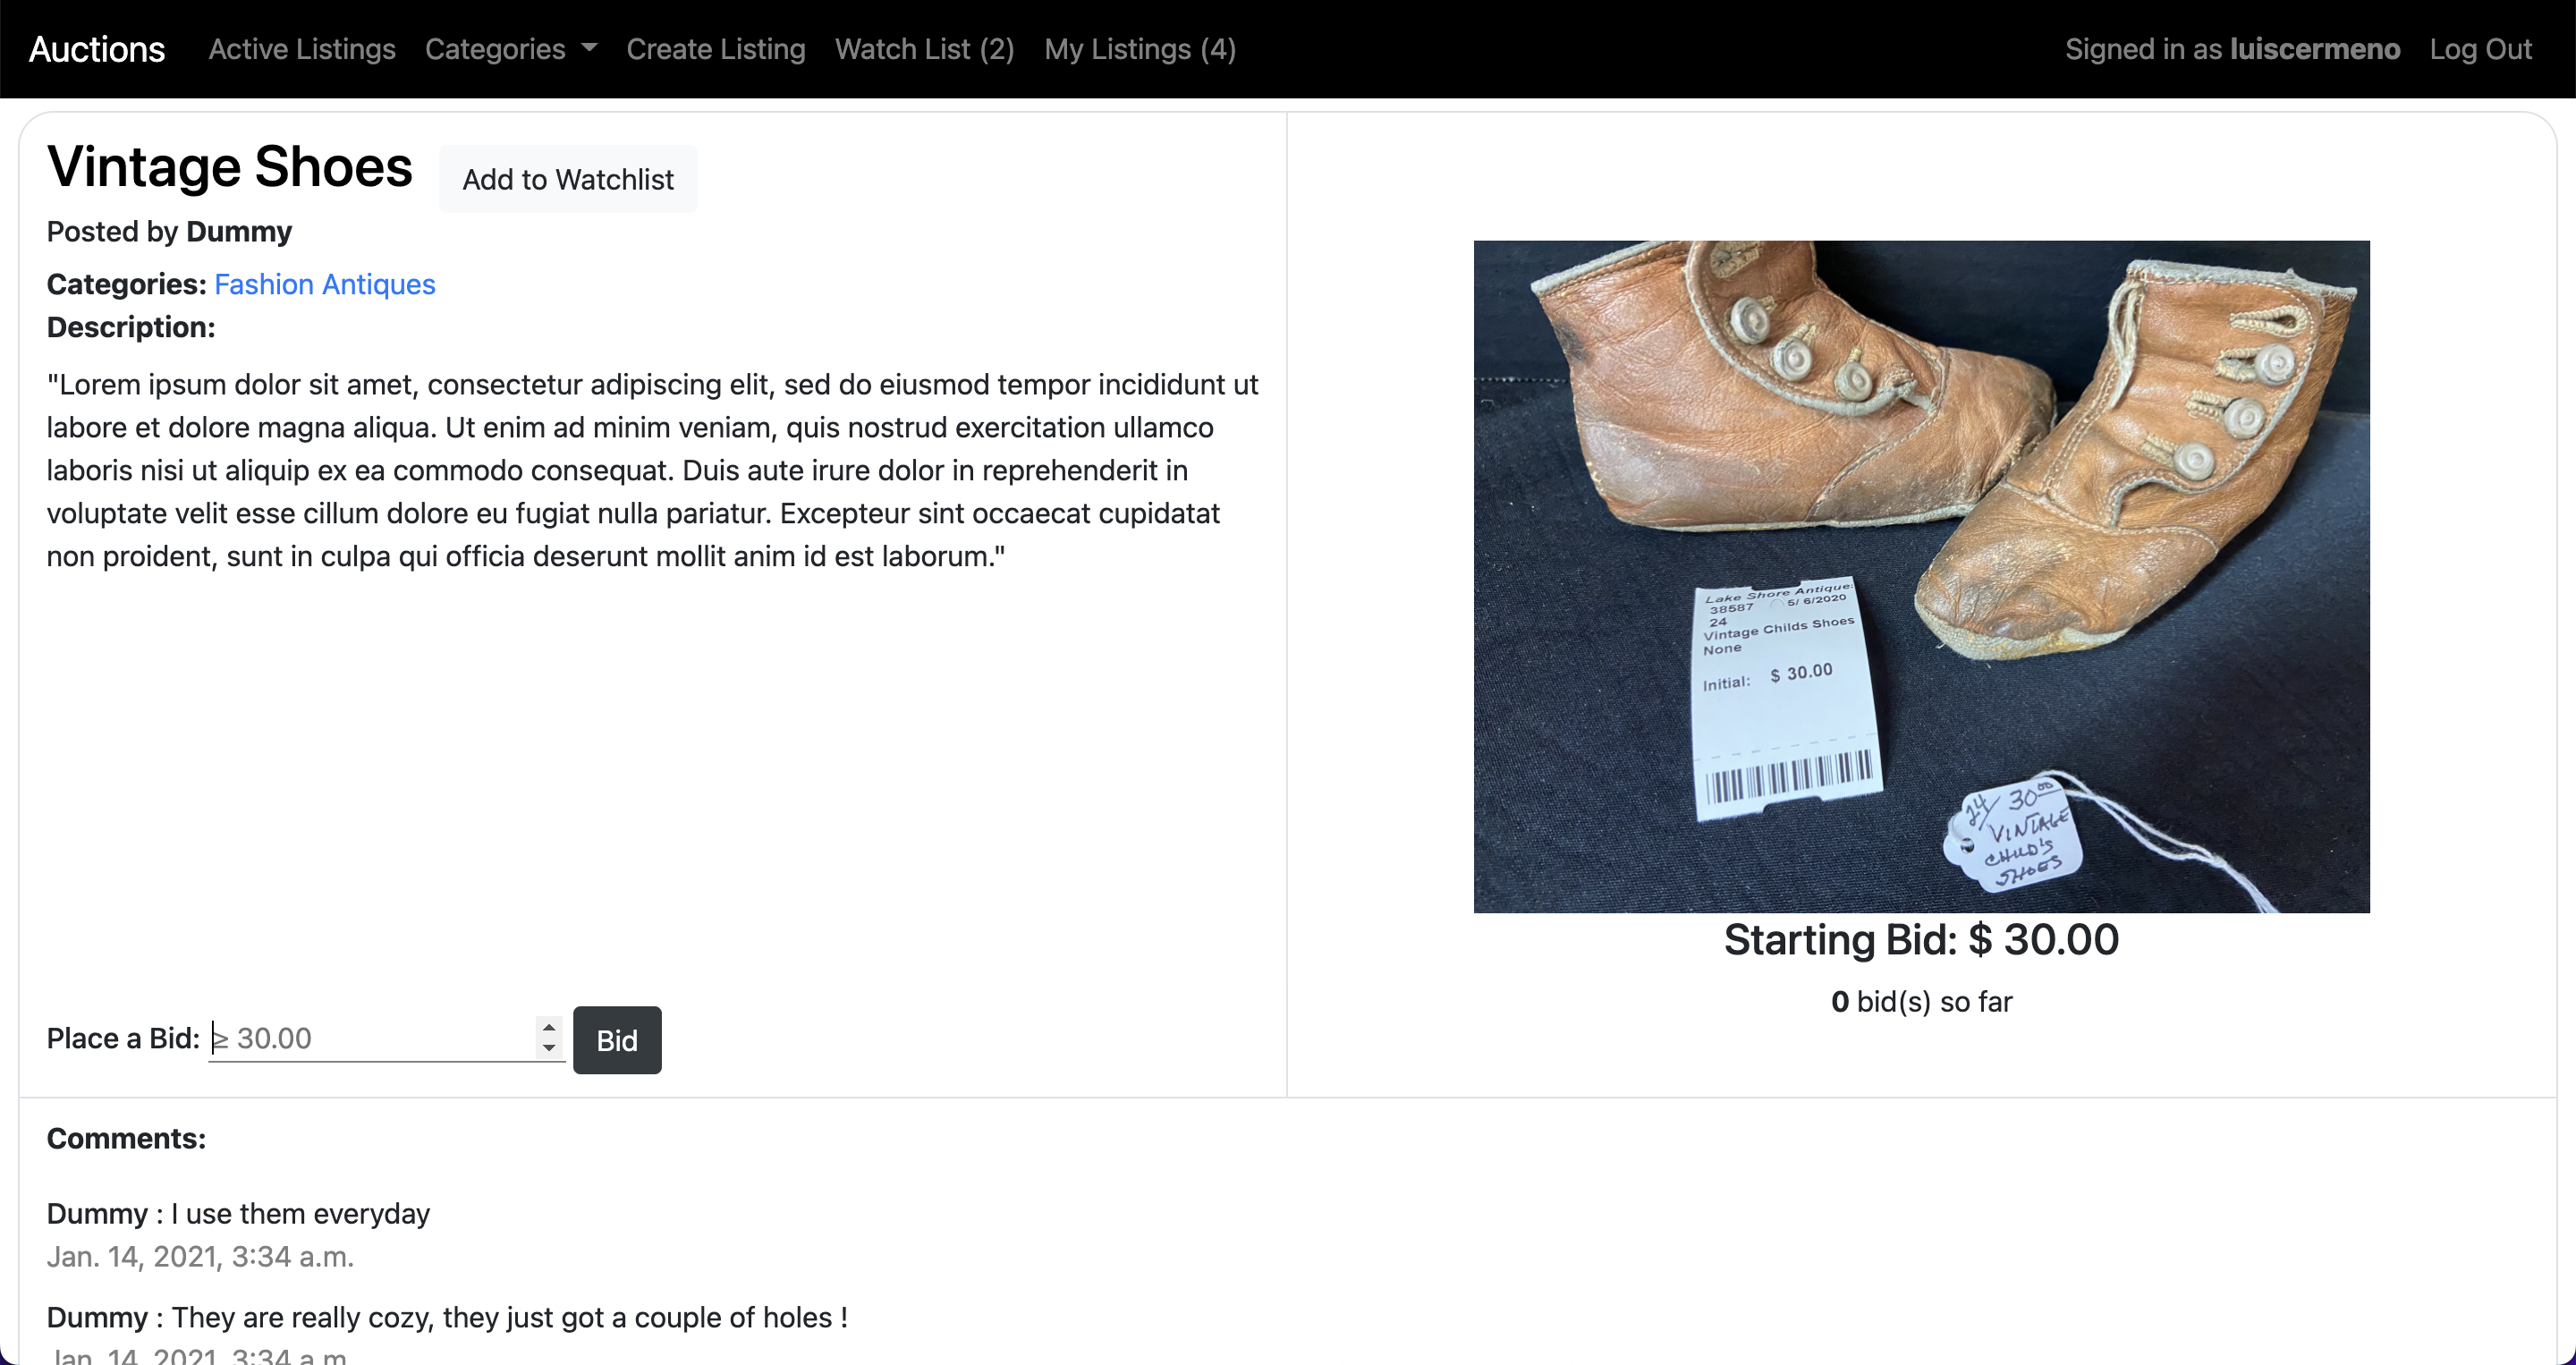 Auctions Active Listings Categories Create Listing Watch List (2) My Listings (4) Signed in as luiscermeno Log Out
Vintage Shoes Add to Watchlist
Posted by Dummy
Categories: Fashion Antiques
Description:
"Lorem ipsum dolor sit amet, consectetur adipiscing elit, sed do eiusmod tempor incididunt ut
labore et dolore magna aliqua. Ut enim ad minim veniam, quis nostrud exercitation ullamco
laboris nisi ut aliquip ex ea commodo consequat. Duis aute irure dolor in reprehenderit in
voluptate velit esse cillum dolore eu fugiat nulla pariatur. Excepteur sint occaecat cupidatat
non proident, sunt in culpa qui officia deserunt mollit anim id est laborum."
Place a Bid: ≥ 30.00 Bid
Lake Shore Antique
38587 5/ 6/2020
24
Vintage Childs Shoes
None
Initial: $ 30.00
24/ 30.00
VINTAGE
CHILD'S
SHOES
Starting Bid: $ 30.00
0 bid(s) so far
Comments:
Dummy : I use them everyday
Jan. 14, 2021, 3:34 a.m.
Dummy : They are really cozy, they just got a couple of holes !
Jan. 14, 2021, 3:34 a.m.